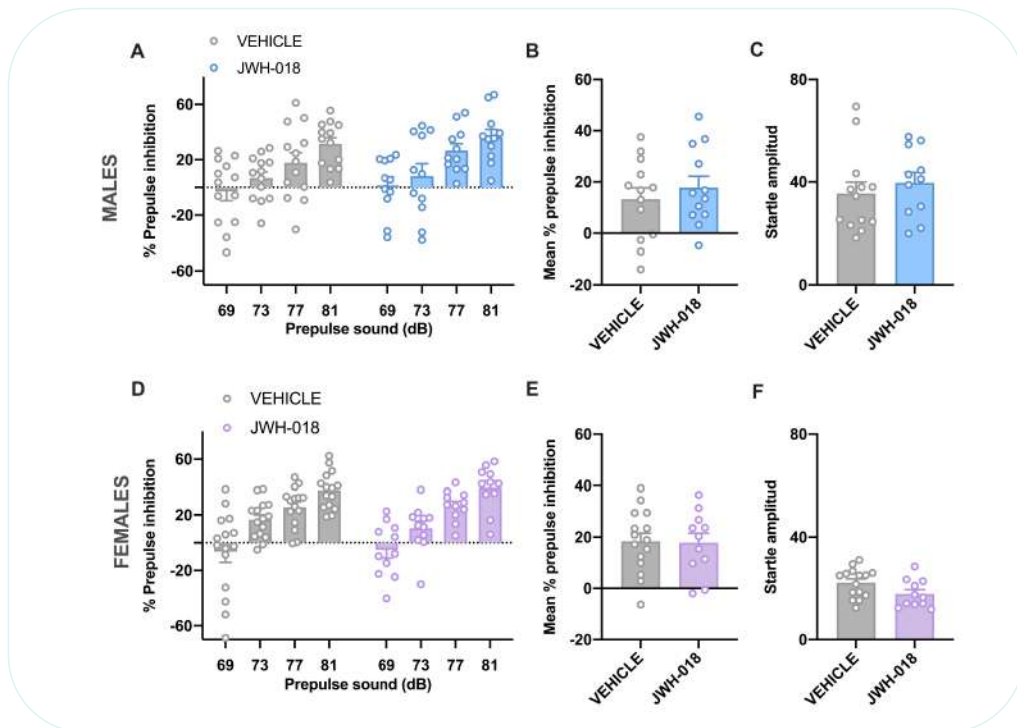 A
VEHICLE
JWH-018
MALES
% Prepulse inhibition
60
20
-20
-60
69 73 77 81 69 73 77 81
Prepulse sound (dB)
B
Mean % prepulse inhibition
60
40
20
0
-20
VEHICLE
JWH-018
C
Startle amplitud
80
40
0
VEHICLE
JWH-018
D
VEHICLE
JWH-018
FEMALES
% Prepulse inhibition
60
20
-20
-60
69 73 77 81 69 73 77 81
Prepulse sound (dB)
E
Mean % prepulse inhibition
60
40
20
0
-20
VEHICLE
JWH-018
F
Startle amplitud
80
40
0
VEHICLE
JWH-018